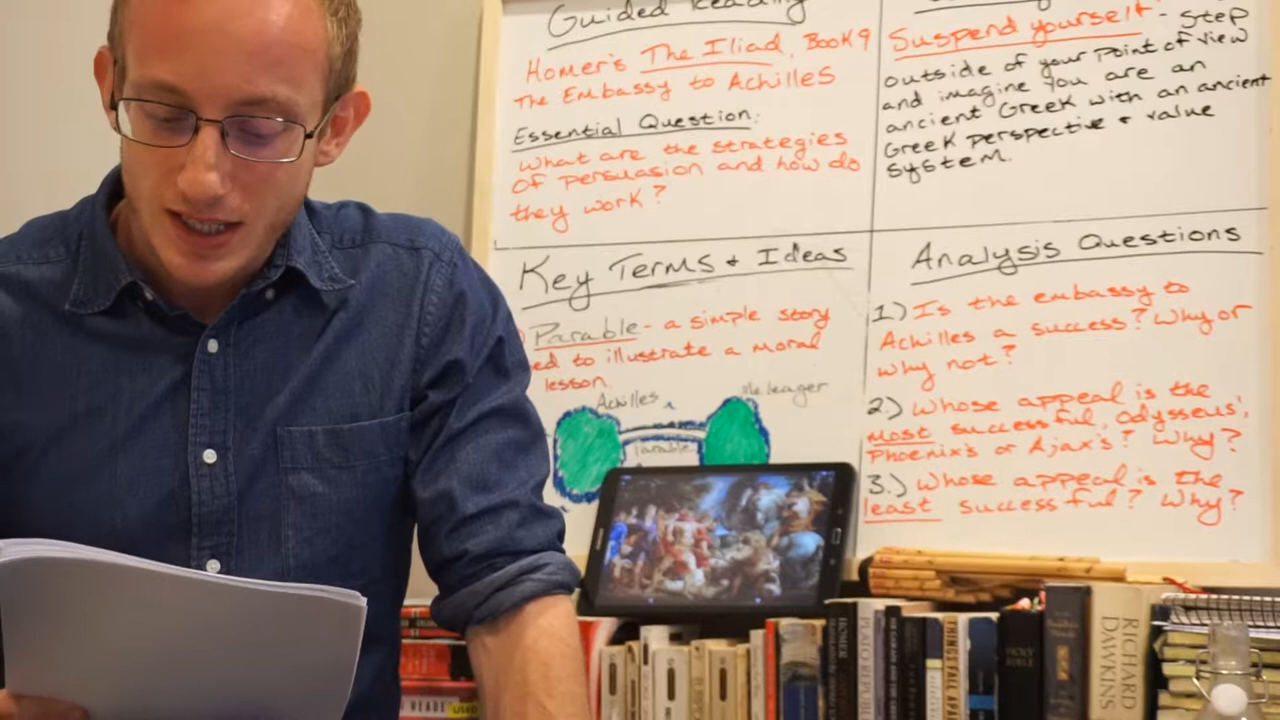 Guided Reading
Homer's The Iliad, Book 9
The Embassy to Achilles
Essential Question:
What are the strategies
of persuasion and how do
they work?
Suspend yourself - Step
outside of your point of view
and imagine you are an
ancient Greek with an ancient
Greek perspective + value
system.
Key Terms + Ideas
Parable - a simple story
ed to illustrate a moral
lesson.
Achilles
Meleager
Parable
Analysis Questions
1.) Is the embassy to
Achilles a success? Why or
why not?
2.) Whose appeal is the
most successful, Odysseus',
Phoenix's or Ajax's? Why?
3.) Whose appeal is the
least successful? Why?
HOMER
PLATO REPUBLIC
THINGS FALL APART
HOLY BIBLE
RICHARD DAWKINS
READ
USED